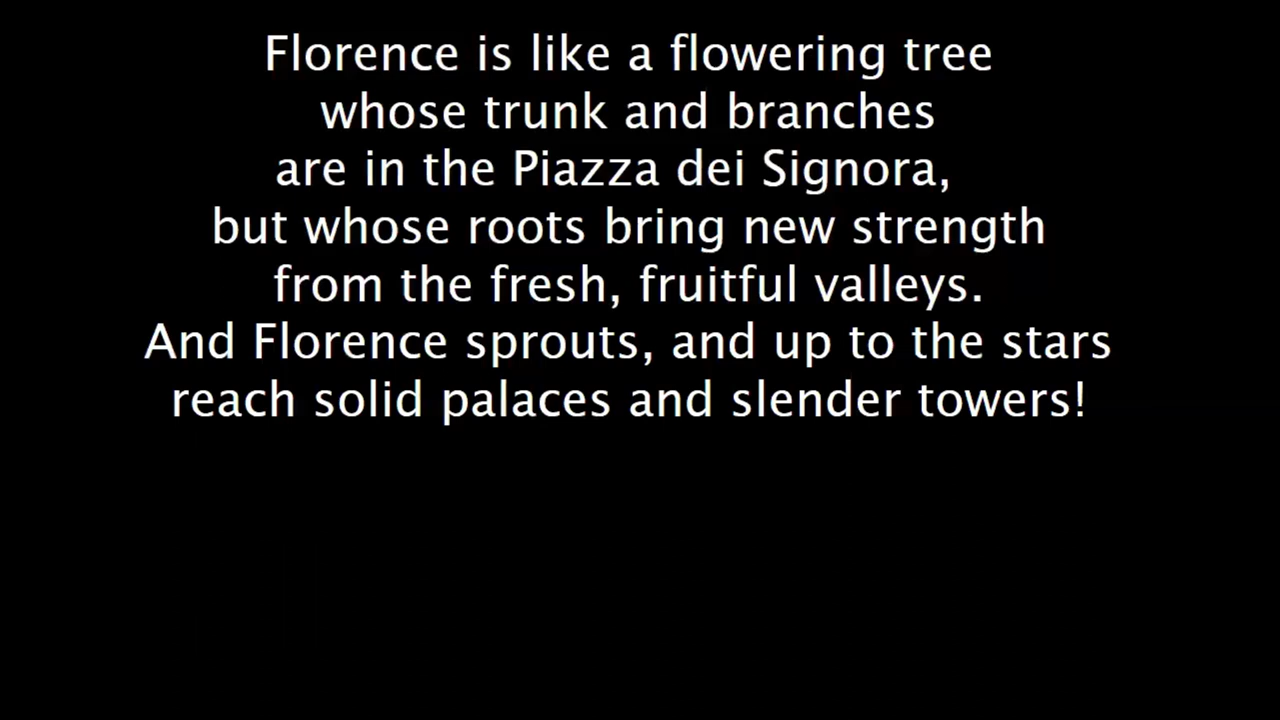 Florence is like a flowering tree
whose trunk and branches
are in the Piazza dei Signora,
but whose roots bring new strength
from the fresh, fruitful valleys.
And Florence sprouts, and up to the stars
reach solid palaces and slender towers!